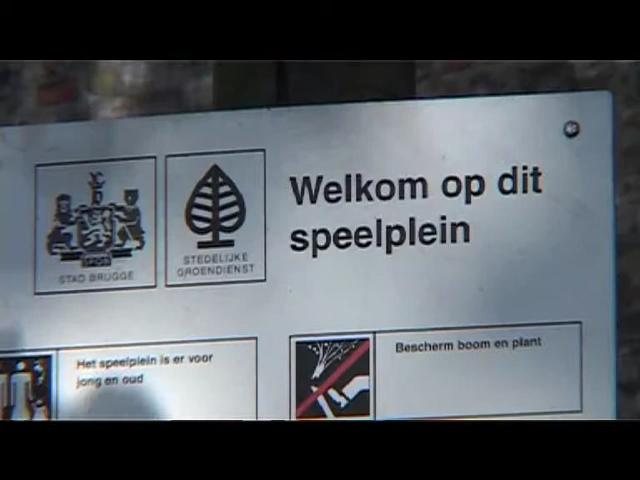 STAD BRUGGE
STEDELIJKE
GROENDIENST
Welkom op dit
speelplein
Het speelplein is er voor
jong en oud
Bescherm boom en plant